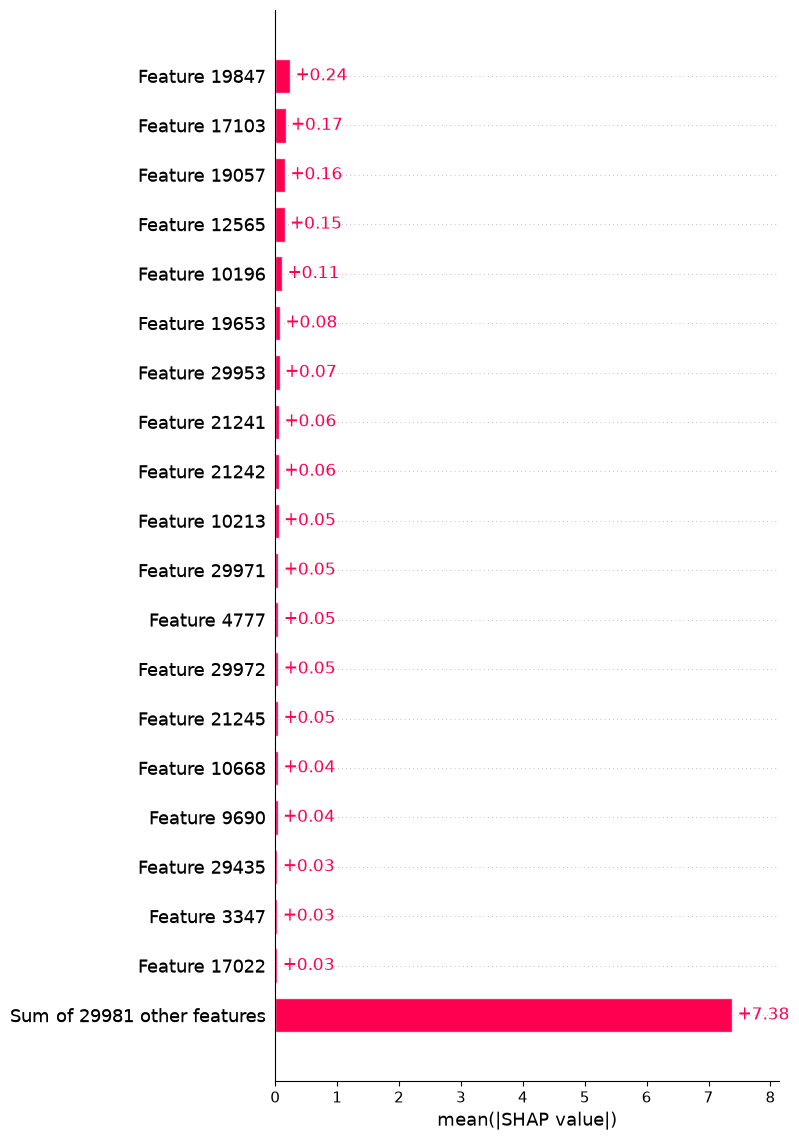 Feature 19847 +0.24
Feature 17103 +0.17
Feature 19057 +0.16
Feature 12565 +0.15
Feature 10196 +0.11
Feature 19653 +0.08
Feature 29953 +0.07
Feature 21241 +0.06
Feature 21242 +0.06
Feature 10213 +0.05
Feature 29971 +0.05
Feature 4777 +0.05
Feature 29972 +0.05
Feature 21245 +0.05
Feature 10668 +0.04
Feature 9690 +0.04
Feature 29435 +0.03
Feature 3347 +0.03
Feature 17022 +0.03
Sum of 29981 other features +7.38
0 1 2 3 4 5 6 7 8
mean(|SHAP value|)